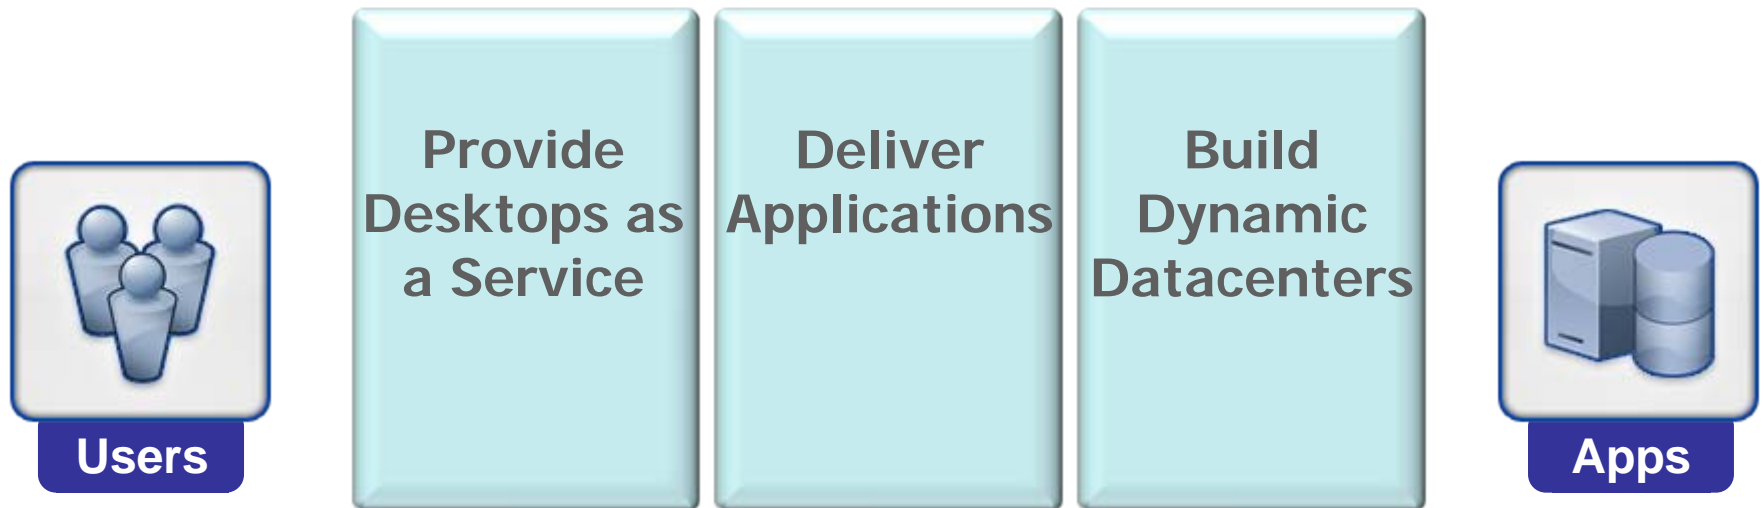 Provide
Desktops as
a Service
Deliver
Applications
Build
Dynamic
Datacenters
Users
Apps